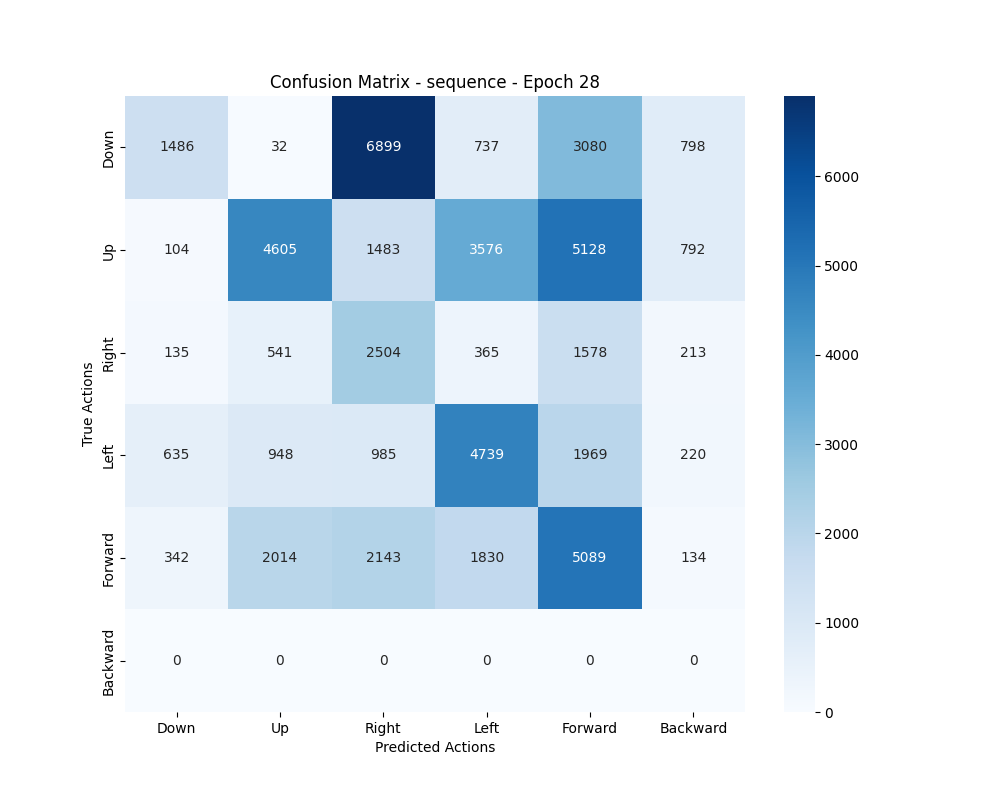 Confusion Matrix - sequence - Epoch 28
True Actions
Down 1486 32 6899 737 3080 798
Up 104 4605 1483 3576 5128 792
Right 135 541 2504 365 1578 213
Left 635 948 985 4739 1969 220
Forward 342 2014 2143 1830 5089 134
Backward 0 0 0 0 0 0
Down Up Right Left Forward Backward
Predicted Actions
6000
5000
4000
3000
2000
1000
0